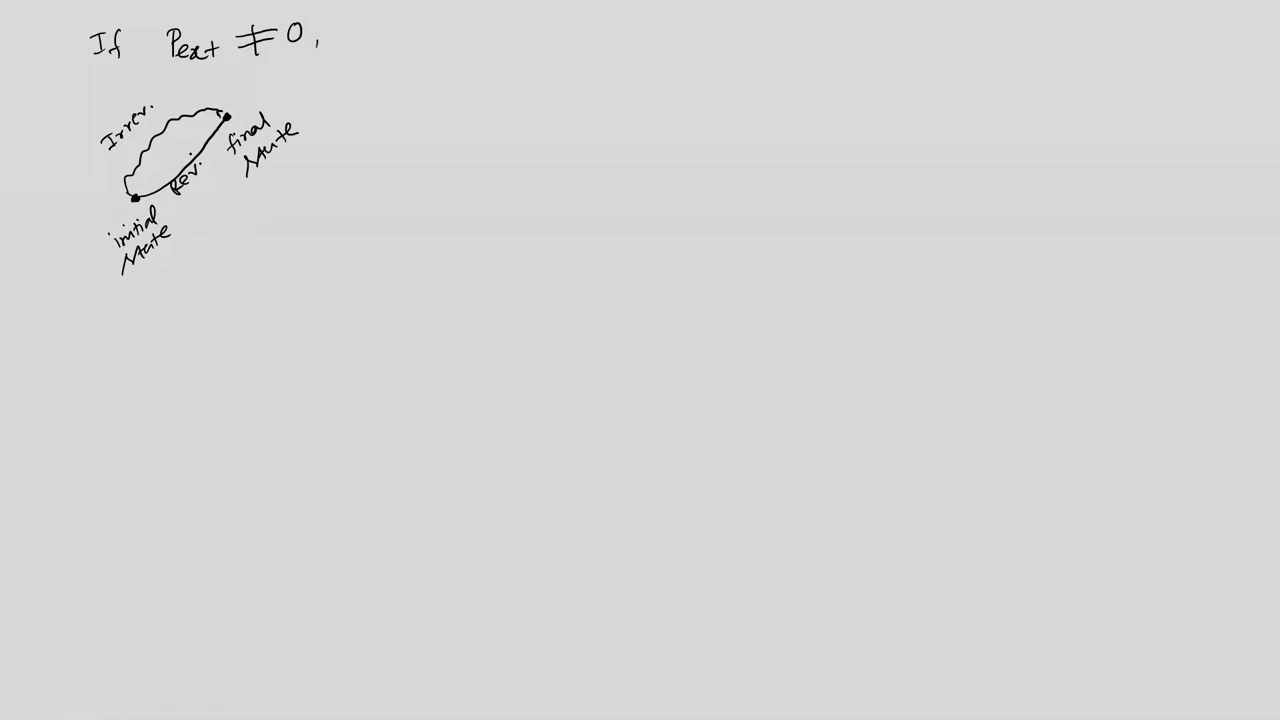 If Pext ≠ 0,
Irrev.
final
state
Rev.
initial
state